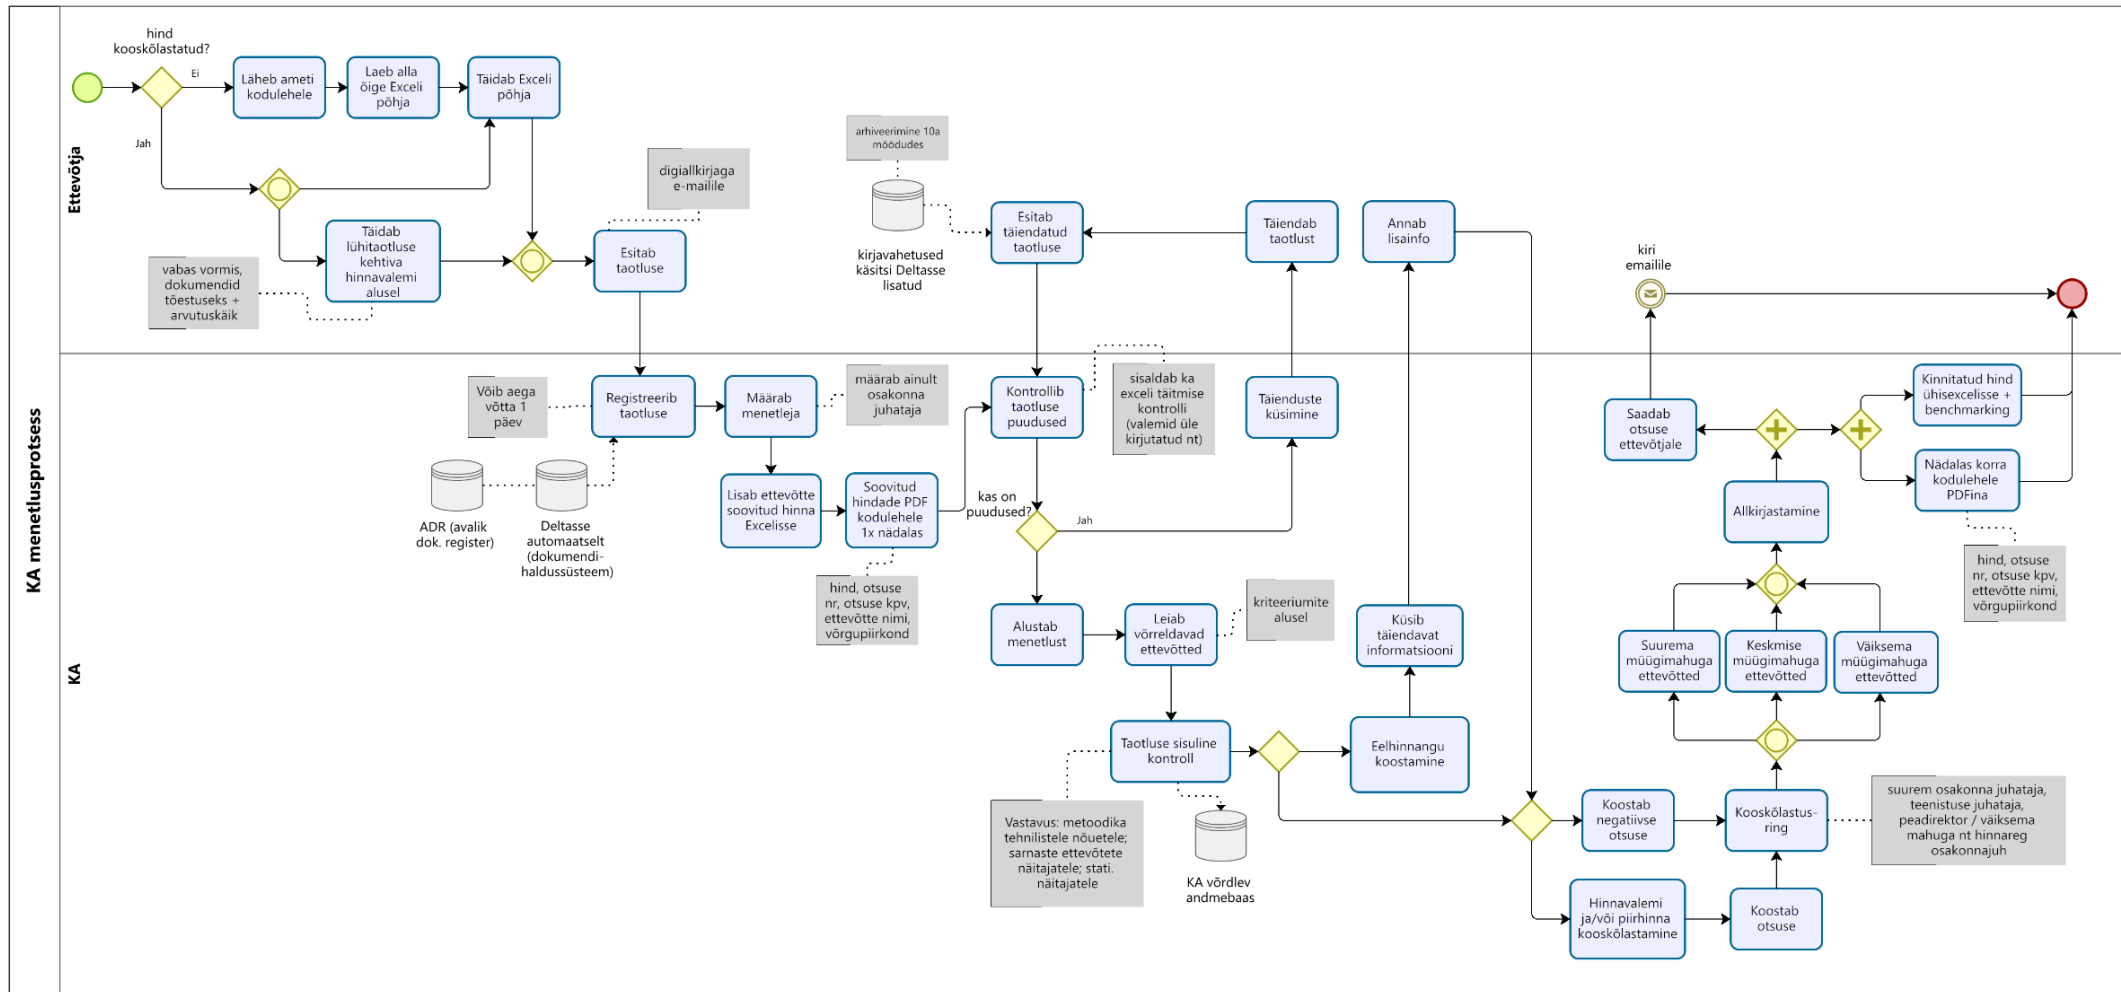 KA menetlusprotsess
Ettevõtja
hind
kooskõlastatud?
Ei
Jah
Läheb ameti
kodulehele
Laeb alla
õige Exceli
põhja
Täidab Exceli
põhja
Täidab
lühitaotluse
kehtiva
hinnavalemi
alusel
vabas vormis,
dokumendid
tõestuseks +
arvutuskäik
digiallkirjaga
e-mailile
Esitab
taotluse
arhiveerimine 10a
möödudes
kirjavahetused
käsitsi Deltasse
lisatud
Esitab
täiendatud
taotluse
Täiendab
taotlust
Annab
lisainfo
kiri
emailile
KA
Võib aega
võtta 1
päev
Registreerib
taotluse
Määrab
menetleja
määrab ainult
osakonna
juhataja
ADR (avalik
dok. register)
Deltasse
automaatselt
(dokumendi-
haldussüsteem)
Lisab ettevõtte
soovitud hinna
Excelisse
Soovitud
hindade PDF
kodulehele
1x nädalas
hind, otsuse
nr, otsuse kpv,
ettevõtte nimi,
võrgupiirkond
Kontrollib
taotluse
puudused
sisaldab ka
exceli täitmise
kontrolli
(valemid üle
kirjutatud nt)
Täienduste
küsimine
kas on
puudused?
Jah
Alustab
menetlust
Leiab
võrreldavad
ettevõtted
kriteeriumite
alusel
Küsib
täiendavat
informatsiooni
Taotluse sisuline
kontroll
Eelhinnangu
koostamine
Vastavus: metoodika
tehnilistele nõuetele;
sarnaste ettevõtete
näitajatele; stati.
näitajatele
KA võrdlev
andmebaas
Saadab
otsuse
ettevõtjale
Kinnitatud hind
ühisexcelisse +
benchmarking
Nädalas korra
kodulehele
PDFina
Allkirjastamine
hind, otsuse
nr, otsuse kpv,
ettevõtte nimi,
võrgupiirkond
Suurema
müügimahuga
ettevõtted
Keskmise
müügimahuga
ettevõtted
Väiksema
müügimahuga
ettevõtted
Koostab
negatiivse
otsuse
Kooskõlastus-
ring
suurem osakonna juhataja,
teenistuse juhataja,
peadirektor / väiksema
mahuga nt hinnareg
osakonnajuh
Hinnavalemi
ja/või piirhinna
kooskõlastamine
Koostab
otsuse